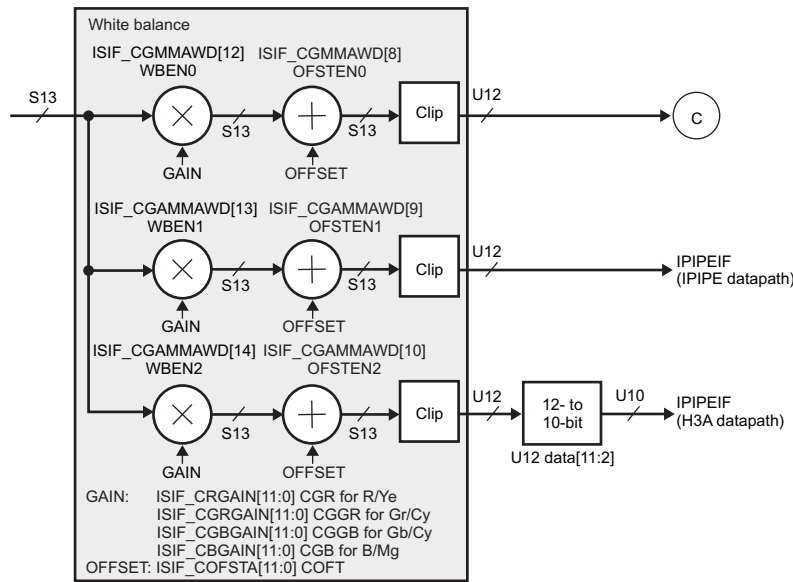 White balance
ISIF_CGMMAWD[12]
WBEN0
ISIF_CGMMAWD[8]
OFSTEN0
S13
S13
S13
Clip
U12
C
GAIN
OFFSET
ISIF_CGAMMAWD[13]
WBEN1
ISIF_CGAMMAWD[9]
OFSTEN1
S13
S13
Clip
U12
IPIPEIF
(IPIPE datapath)
GAIN
OFFSET
ISIF_CGAMMAWD[14]
WBEN2
ISIF_CGAMMAWD[10]
OFSTEN2
S13
S13
Clip
U12
12- to
10-bit
U10
IPIPEIF
(H3A datapath)
U12 data[11:2]
GAIN
OFFSET
GAIN: ISIF_CRGAIN[11:0] CGR for R/Ye
ISIF_CGRGAIN[11:0] CGGR for Gr/Cy
ISIF_CGBGAIN[11:0] CGGB for Gb/Cy
ISIF_CBGAIN[11:0] CGB for B/Mg
OFFSET: ISIF_COFSTA[11:0] COFT